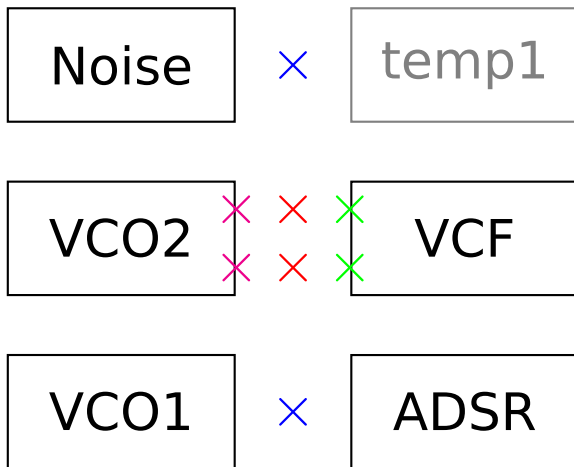 Noise
temp1
VCO2
VCF
VCO1
ADSR